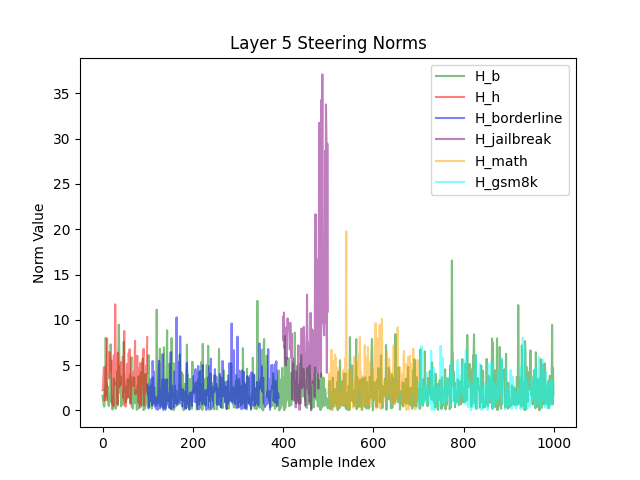 Layer 5 Steering Norms
H_b
H_h
H_borderline
H_jailbreak
H_math
H_gsm8k
Norm Value
35
30
25
20
15
10
5
0
0 200 400 600 800 1000
Sample Index